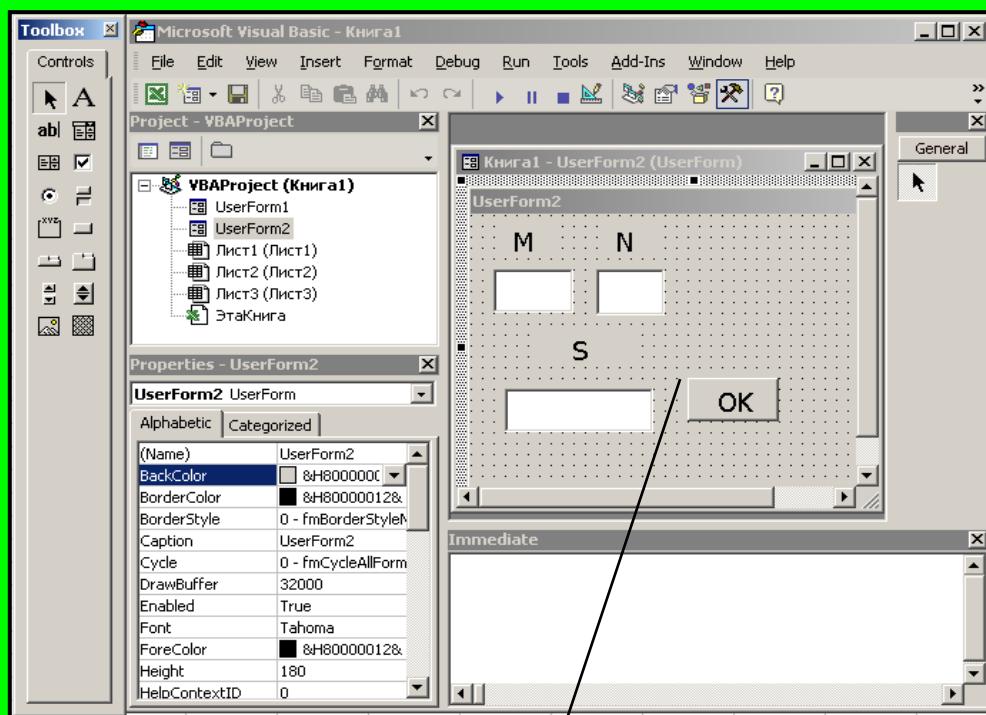 Toolbox
Controls
A
ab|
xyz
Microsoft Visual Basic - Книга1
File Edit View Insert Format Debug Run Tools Add-Ins Window Help
Project - VBAProject
VBAProject (Книга1)
UserForm1
UserForm2
Лист1 (Лист1)
Лист2 (Лист2)
Лист3 (Лист3)
ЭтаКнига
Properties - UserForm2
UserForm2 UserForm
Alphabetic Categorized
(Name) UserForm2
BackColor &H8000000(
BorderColor &H80000012&
BorderStyle 0 - fmBorderStyleN
Caption UserForm2
Cycle 0 - fmCycleAllForm
DrawBuffer 32000
Enabled True
Font Tahoma
ForeColor &H80000012&
Height 180
HelpContextID 0
Книга1 - UserForm2 (UserForm)
UserForm2
M N
S
OK
General
Immediate